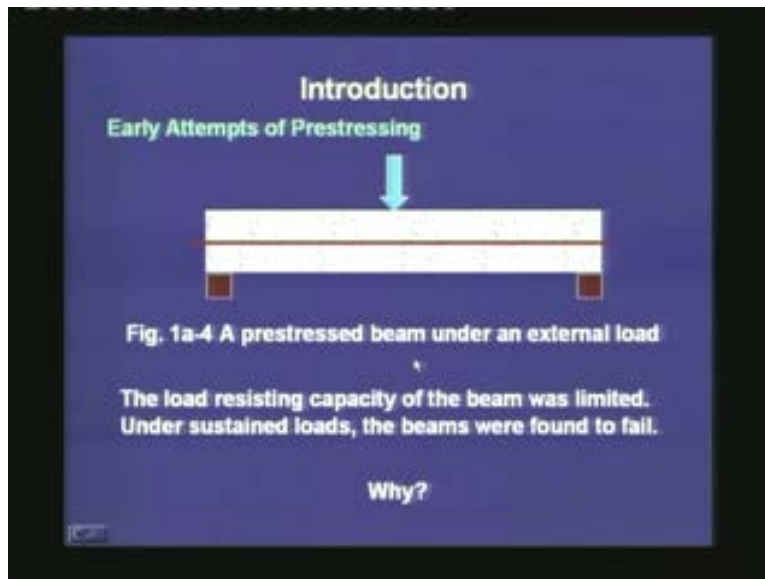 Introduction
Early Attempts of Prestressing
Fig. 1a-4 A prestressed beam under an external load
The load resisting capacity of the beam was limited.
Under sustained loads, the beams were found to fail.
Why?